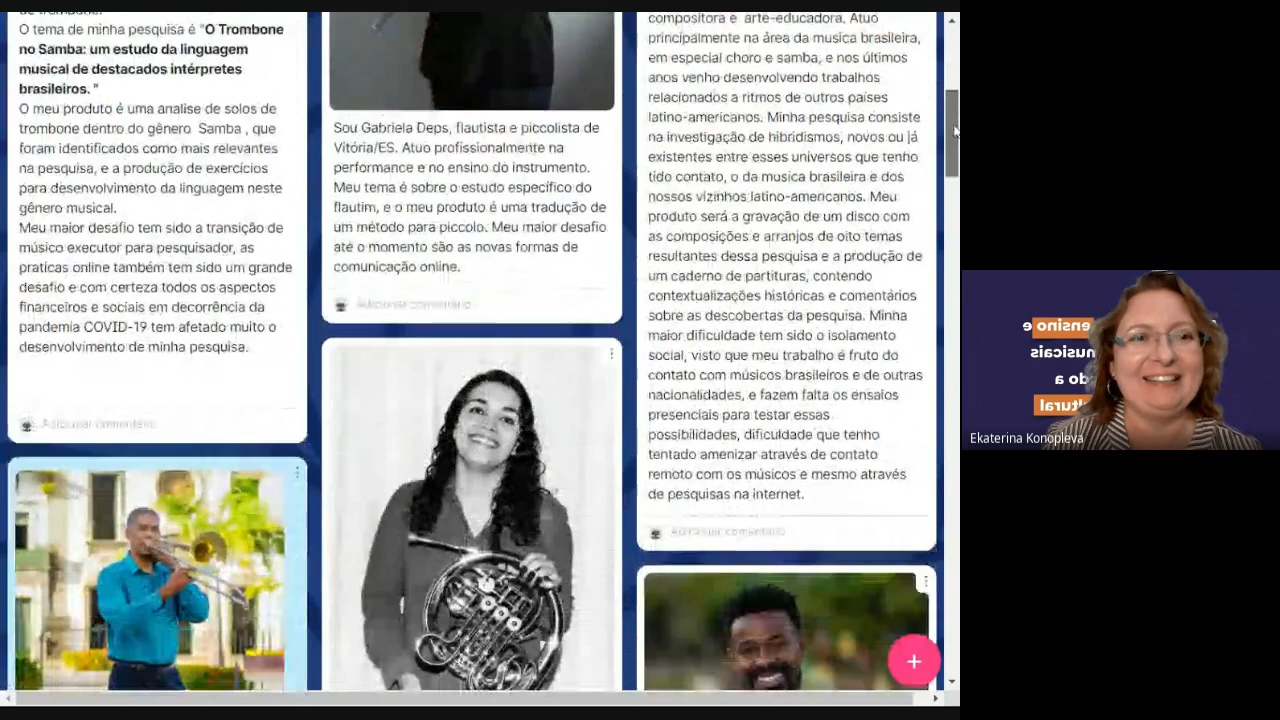 O tema de minha pesquisa é "O Trombone
no Samba: um estudo da linguagem
musical de destacados intérpretes
brasileiros. "
O meu produto é uma analise de solos de
trombone dentro do gênero Samba , que
foram identificados como mais relevantes
na pesquisa, e a produção de exercícios
para desenvolvimento da linguagem neste
gênero musical.
Meu maior desafio tem sido a transição de
músico executor para pesquisador, as
praticas online também tem sido um grande
desafio e com certeza todos os aspectos
financeiros e sociais em decorrência da
pandemia COVID-19 tem afetado muito o
desenvolvimento de minha pesquisa.
Adicionar comentário
Sou Gabriela Deps, flautista e piccolista de
Vitória/ES. Atuo profissionalmente na
performance e no ensino do instrumento.
Meu tema é sobre o estudo específico do
flautim, e o meu produto é uma tradução de
um método para piccolo. Meu maior desafio
até o momento são as novas formas de
comunicação online.
Adicionar comentário
compositora e arte-educadora. Atuo
principalmente na área da musica brasileira,
em especial choro e samba, e nos últimos
anos venho desenvolvendo trabalhos
relacionados a ritmos de outros países
latino-americanos. Minha pesquisa consiste
na investigação de hibridismos, novos ou já
existentes entre esses universos que tenho
tido contato, o da musica brasileira e dos
nossos vizinhos latino-americanos. Meu
produto será a gravação de um disco com
as composições e arranjos de oito temas
resultantes dessa pesquisa e a produção de
um caderno de partituras, contendo
contextualizações históricas e comentários
sobre as descobertas da pesquisa. Minha
maior dificuldade tem sido o isolamento
social, visto que meu trabalho é fruto do
contato com músicos brasileiros e de outras
nacionalidades, e fazem falta os ensaios
presenciais para testar essas
possibilidades, dificuldade que tenho
tentado amenizar através de contato
remoto com os músicos e mesmo através
de pesquisas na internet.
Adicionar comentário
ensino e
musicais
do a
Ekaterina Konopleva